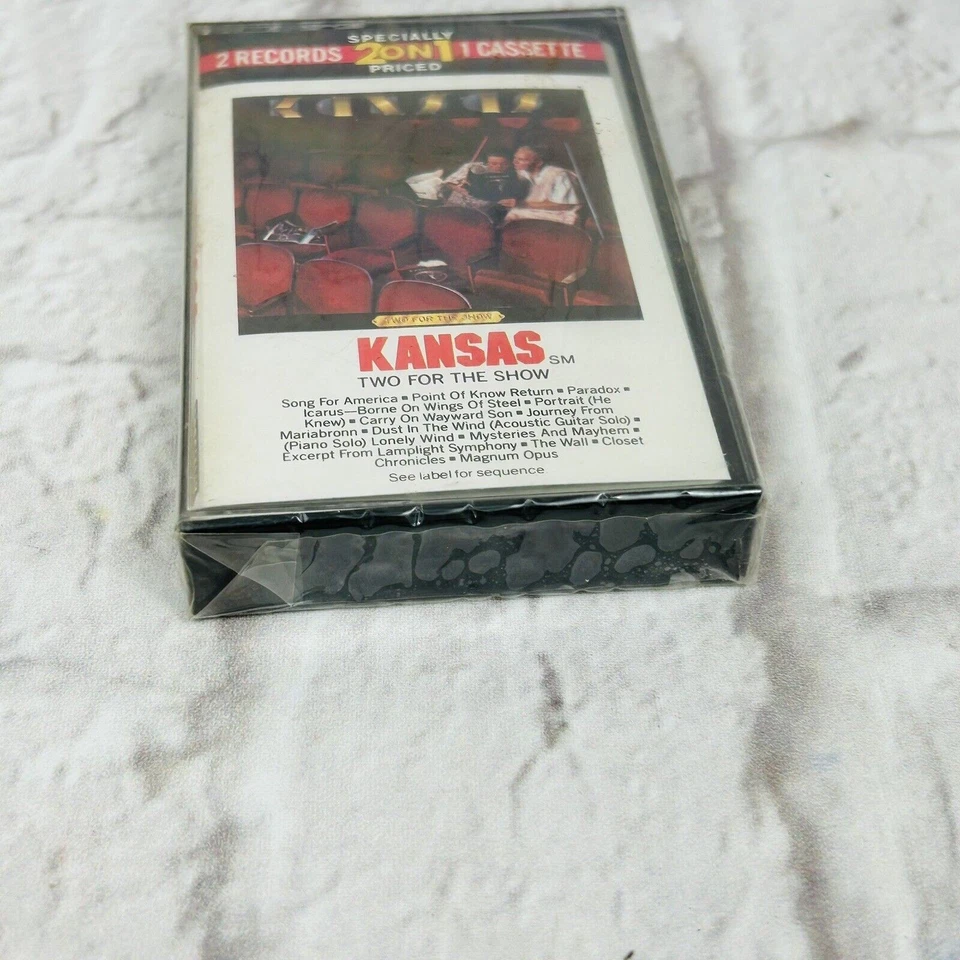 SPECIALLY
2 RECORDS 2 ON 1 1 CASSETTE
PRICED
KANSAS
TWO FOR THE SHOW
KANSAS SM
TWO FOR THE SHOW
Song For America ▪ Point Of Know Return ▪ Paradox ▪
Icarus—Borne On Wings Of Steel ▪ Portrait (He
Knew) ▪ Carry On Wayward Son ▪ Journey From
Mariabronn ▪ Dust In The Wind (Acoustic Guitar Solo) ▪
(Piano Solo) Lonely Wind ▪ Mysteries And Mayhem ▪
Excerpt From Lamplight Symphony ▪ The Wall ▪ Closet
Chronicles ▪ Magnum Opus
See label for sequence.